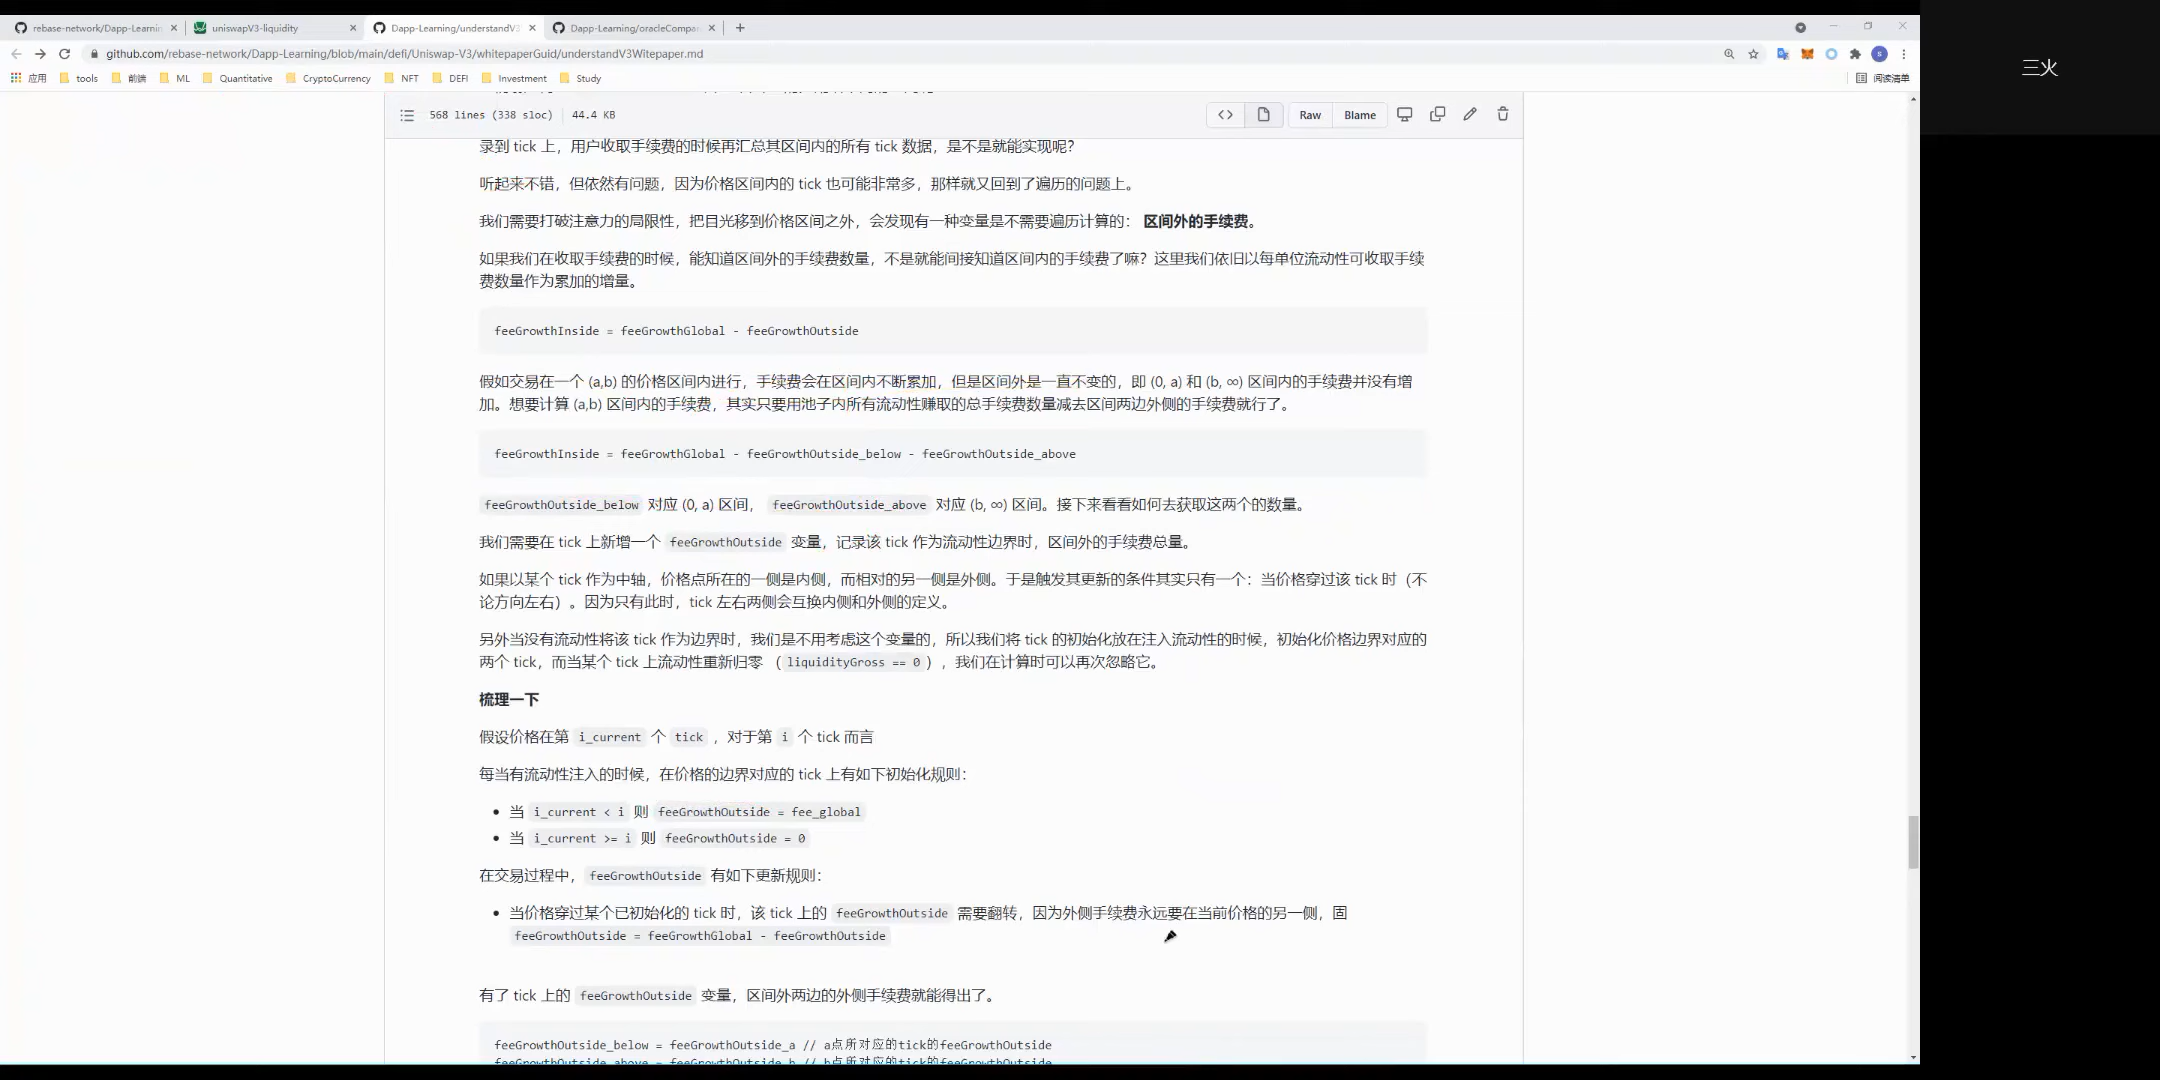 rebase-network/Dapp-Learnin
uniswapV3-liquidity
Dapp-Learning/understandV3
Dapp-Learning/oracleCompa
github.com/rebase-network/Dapp-Learning/blob/main/defi/Uniswap-V3/whitepaperGuid/understandV3Witepaper.md
应用 tools 前端 ML Quantitative CryptoCurrency NFT DEFI Investment Study 阅读清单
三火
568 lines (338 sloc) 44.4 KB Raw Blame
录到 tick 上，用户收取手续费的时候再汇总其区间内的所有 tick 数据，是不是就能实现呢？
听起来不错，但依然有问题，因为价格区间内的 tick 也可能非常多，那样就又回到了遍历的问题上。
我们需要打破注意力的局限性，把目光移到价格区间之外，会发现有一种变量是不需要遍历计算的： 区间外的手续费。
如果我们在收取手续费的时候，能知道区间外的手续费数量，不是就能间接知道区间内的手续费了嘛？这里我们依旧以每单位流动性可收取手续
费数量作为累加的增量。
feeGrowthInside = feeGrowthGlobal - feeGrowthOutside
假如交易在一个 (a,b) 的价格区间内进行，手续费会在区间内不断累加，但是区间外是一直不变的，即 (0, a) 和 (b, ∞) 区间内的手续费并没有增
加。想要计算 (a,b) 区间内的手续费，其实只要用池子内所有流动性赚取的总手续费数量减去区间两边外侧的手续费就行了。
feeGrowthInside = feeGrowthGlobal - feeGrowthOutside_below - feeGrowthOutside_above
feeGrowthOutside_below 对应 (0, a) 区间， feeGrowthOutside_above 对应 (b, ∞) 区间。接下来看看如何去获取这两个的数量。
我们需要在 tick 上新增一个 feeGrowthOutside 变量，记录该 tick 作为流动性边界时，区间外的手续费总量。
如果以某个 tick 作为中轴，价格点所在的一侧是内侧，而相对的另一侧是外侧。于是触发其更新的条件其实只有一个：当价格穿过该 tick 时（不
论方向左右）。因为只有此时，tick 左右两侧会互换内侧和外侧的定义。
另外当没有流动性将该 tick 作为边界时，我们是不用考虑这个变量的，所以我们将 tick 的初始化放在注入流动性的时候，初始化价格边界对应的
两个 tick，而当某个 tick 上流动性重新归零 （ liquidityGross == 0 ），我们在计算时可以再次忽略它。
梳理一下
假设价格在第 i_current 个 tick ，对于第 i 个 tick 而言
每当有流动性注入的时候，在价格的边界对应的 tick 上有如下初始化规则：
• 当 i_current < i 则 feeGrowthOutside = fee_global
• 当 i_current >= i 则 feeGrowthOutside = 0
在交易过程中， feeGrowthOutside 有如下更新规则：
• 当价格穿过某个已初始化的 tick 时，该 tick 上的 feeGrowthOutside 需要翻转，因为外侧手续费永远要在当前价格的另一侧，固
feeGrowthOutside = feeGrowthGlobal - feeGrowthOutside
有了 tick 上的 feeGrowthOutside 变量，区间外两边的外侧手续费就能得出了。
feeGrowthOutside_below = feeGrowthOutside_a // a点所对应的tick的feeGrowthOutside
feeGrowthOutside_above = feeGrowthOutside_b // b点所对应的tick的feeGrowthOutside